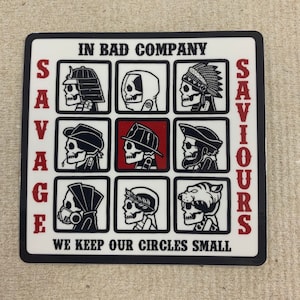 IN BAD COMPANY
SAVAGE
SAVIOURS
WE KEEP OUR CIRCLES SMALL